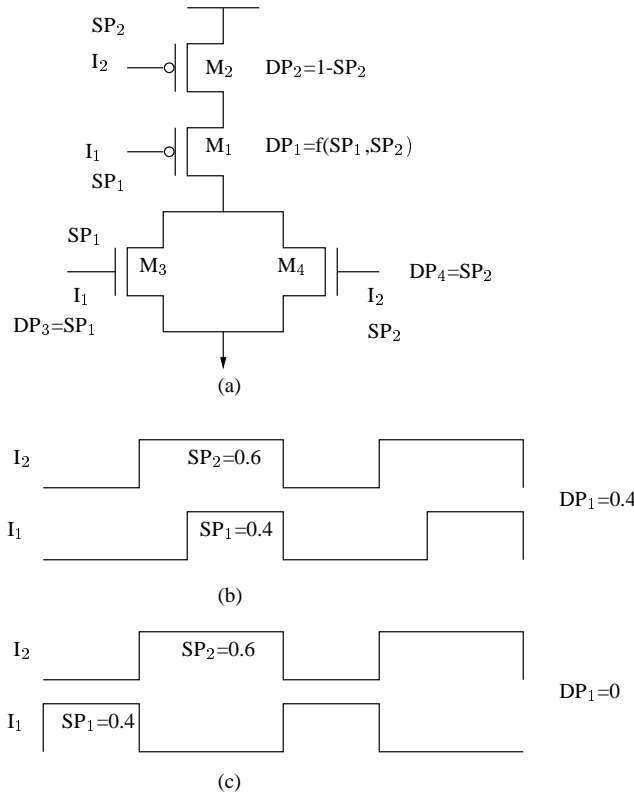 SP₂
I₂
M₂ DP₂=1-SP₂
I₁ M₁ DP₁=f(SP₁,SP₂)
SP₁
SP₁
M₃ M₄
DP₄=SP₂
I₁ I₂
DP₃=SP₁
SP₂
(a)
I₂ SP₂=0.6
DP₁=0.4
I₁ SP₁=0.4
(b)
I₂ SP₂=0.6
DP₁=0
I₁ SP₁=0.4
(c)